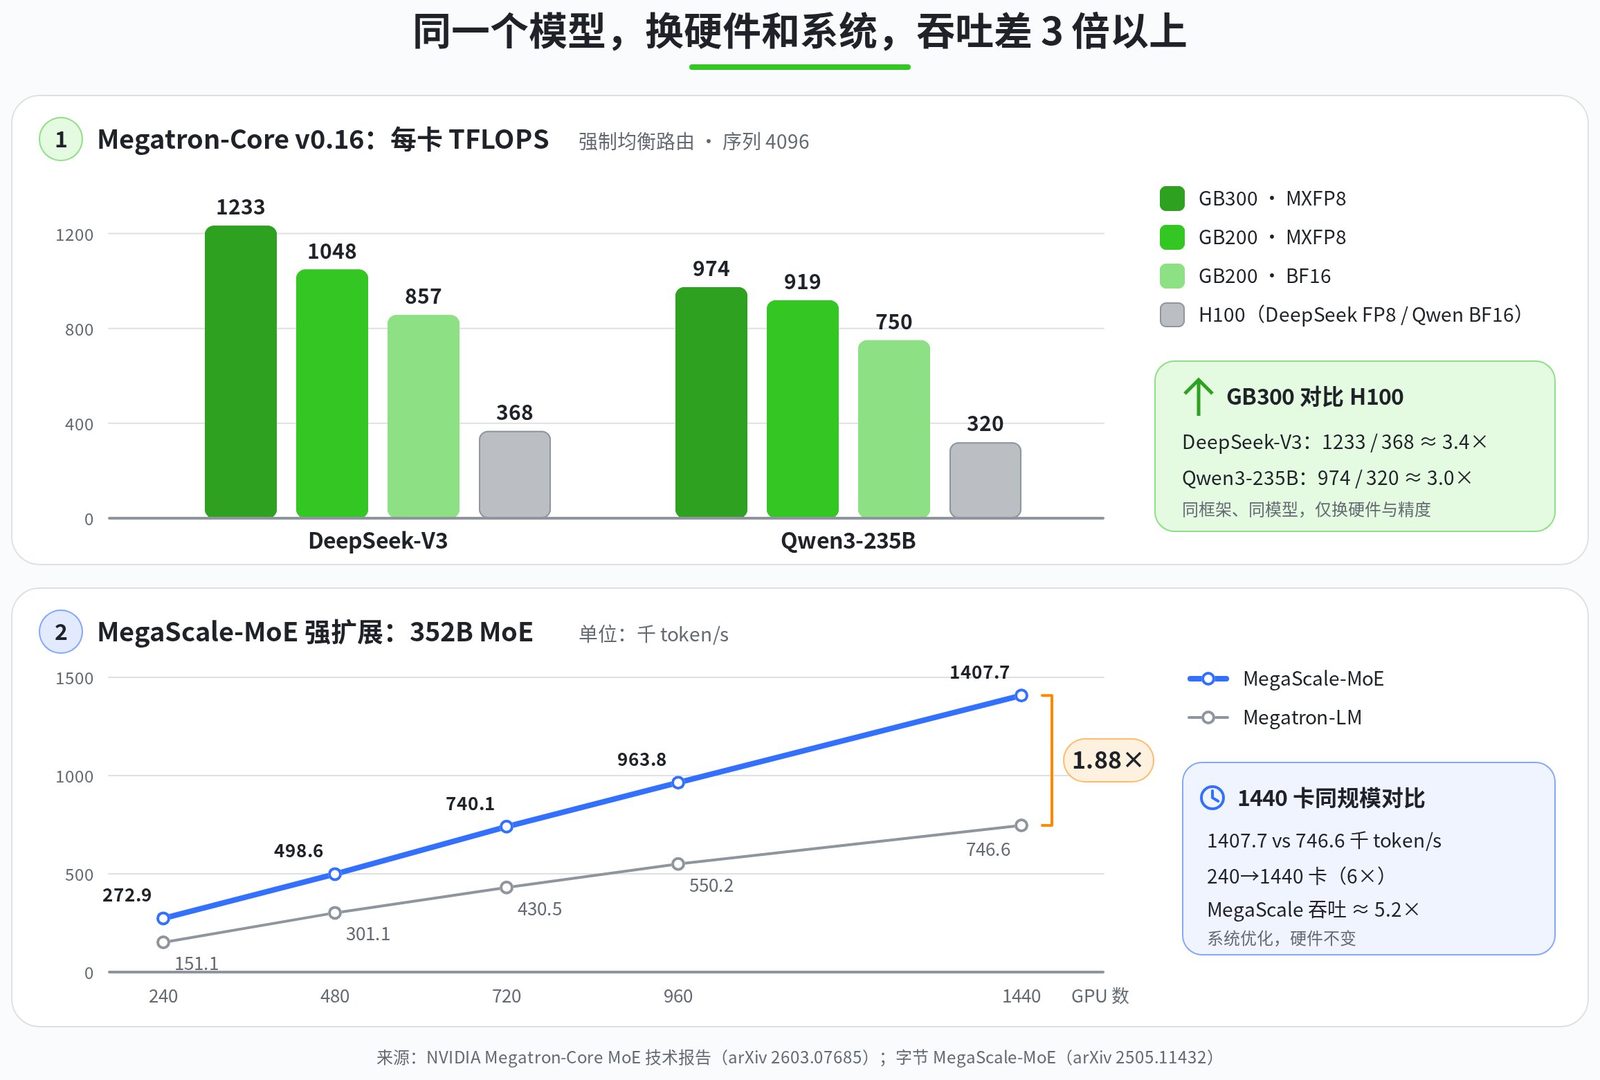 同一个模型，换硬件和系统，吞吐差 3 倍以上
1 Megatron-Core v0.16：每卡 TFLOPS 强制均衡路由 · 序列 4096
1200
800
400
0
1233
1048
857
368
974
919
750
320
DeepSeek-V3
Qwen3-235B
GB300 · MXFP8
GB200 · MXFP8
GB200 · BF16
H100（DeepSeek FP8 / Qwen BF16）
GB300 对比 H100
DeepSeek-V3：1233 / 368 ≈ 3.4×
Qwen3-235B：974 / 320 ≈ 3.0×
同框架、同模型，仅换硬件与精度
2 MegaScale-MoE 强扩展：352B MoE 单位：千 token/s
1500
1000
500
0
272.9
498.6
740.1
963.8
1407.7
151.1
301.1
430.5
550.2
746.6
1.88×
240 480 720 960 1440 GPU 数
MegaScale-MoE
Megatron-LM
1440 卡同规模对比
1407.7 vs 746.6 千 token/s
240→1440 卡（6×）
MegaScale 吞吐 ≈ 5.2×
系统优化，硬件不变
来源：NVIDIA Megatron-Core MoE 技术报告（arXiv 2603.07685）；字节 MegaScale-MoE（arXiv 2505.11432）